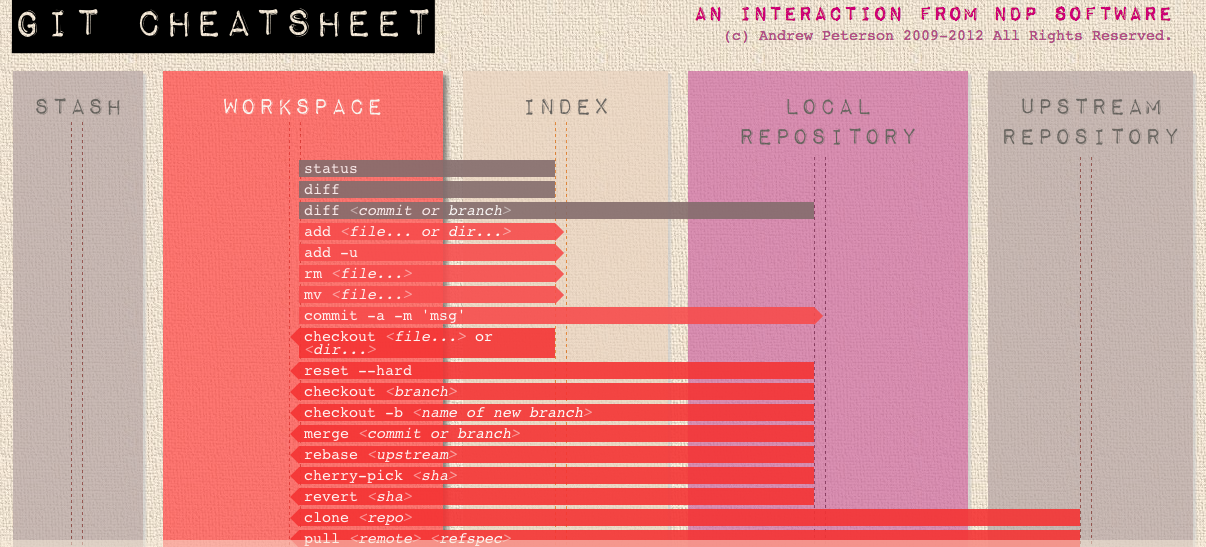 GIT CHEATSHEET
AN INTERACTION FROM NDP SOFTWARE
(c) Andrew Peterson 2009-2012 All Rights Reserved.
STASH
WORKSPACE
INDEX
LOCAL
REPOSITORY
UPSTREAM
REPOSITORY
status
diff
diff <commit or branch>
add <file... or dir...>
add -u
rm <file...>
mv <file...>
commit -a -m 'msg'
checkout <file...> or
<dir...>
reset --hard
checkout <branch>
checkout -b <name of new branch>
merge <commit or branch>
rebase <upstream>
cherry-pick <sha>
revert <sha>
clone <repo>
pull <remote> <refspec>